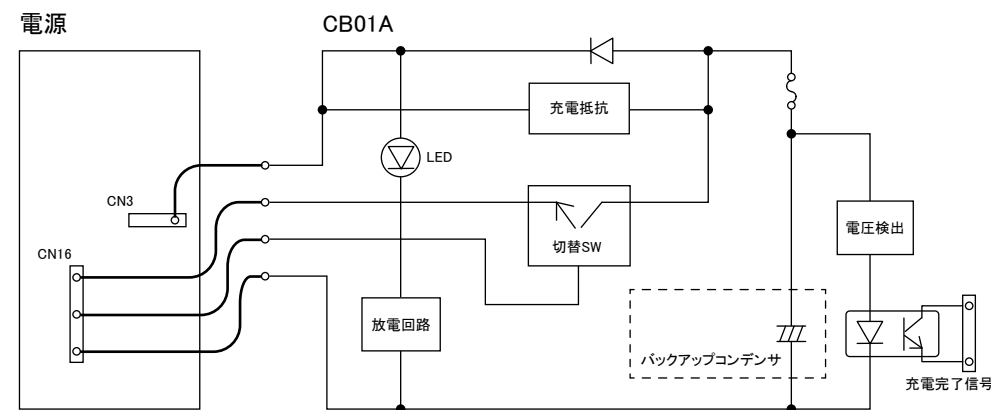 電源
CB01A
充電抵抗
LED
CN3
切替SW
電圧検出
CN16
放電回路
バックアップコンデンサ
充電完了信号